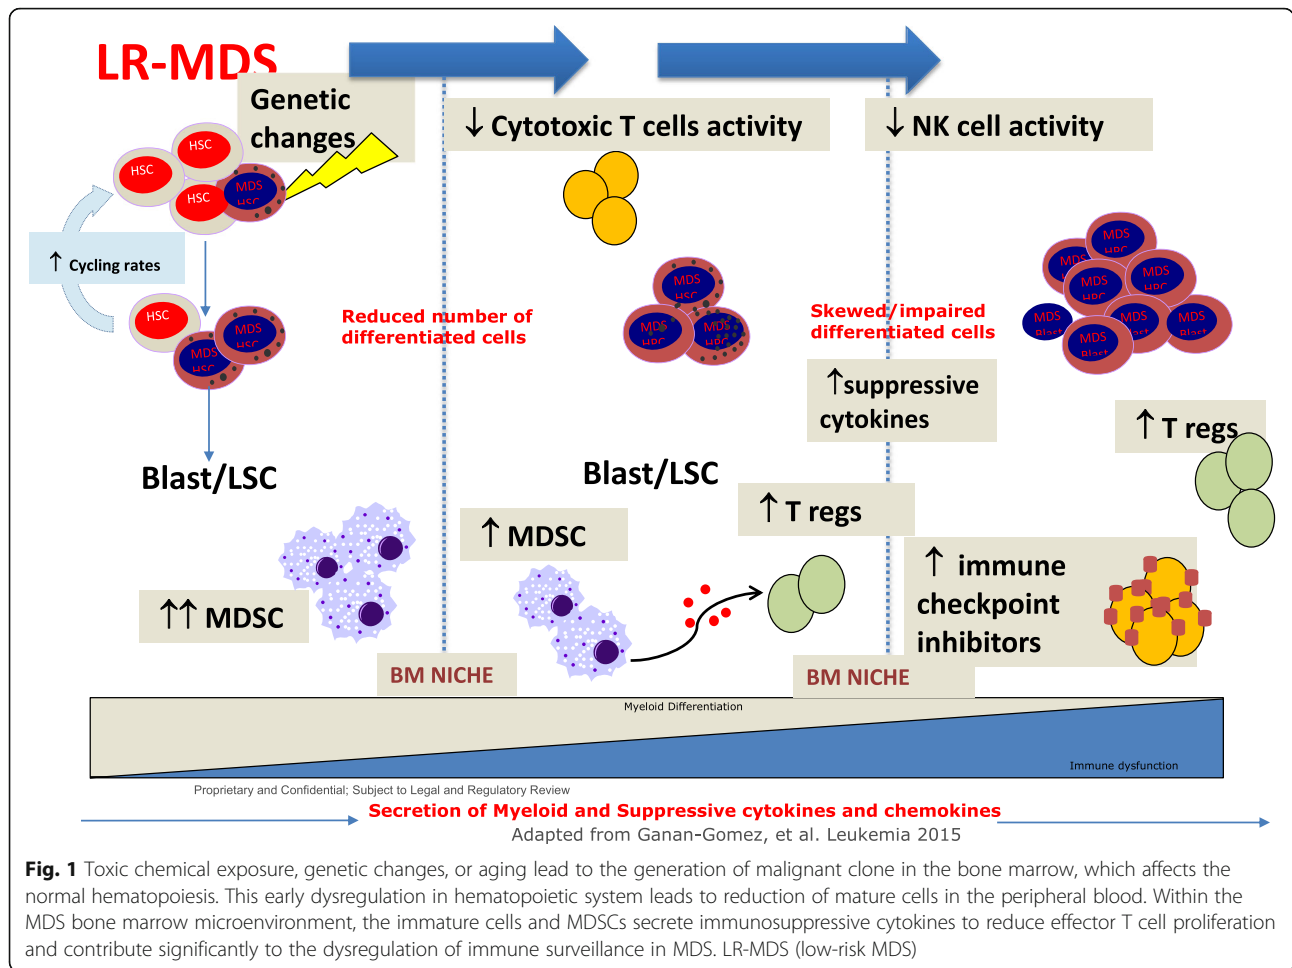 LR-MDS
Genetic
changes
↓ Cytotoxic T cells activity
↓ NK cell activity
HSC
HSC
HSC
MDS
HSC
↑ Cycling rates
HSC
MDS
HSC
MDS
HSC
Reduced number of
differentiated cells
MDS
HSC
MDS
HPC
MDS
HPC
Skewed/impaired
differentiated cells
MDS
HPC
MDS
MDS
HPC
MDS
HPC
MDS
Blast
MDS
Blast
MDS
Blast
MDS
Blast
↑suppressive
cytokines
↑ T regs
Blast/LSC
Blast/LSC
↑ T regs
↑ MDSC
↑ immune
checkpoint
inhibitors
↑↑ MDSC
BM NICHE
BM NICHE
Myeloid Differentiation
Immune dysfunction
Proprietary and Confidential; Subject to Legal and Regulatory Review
Secretion of Myeloid and Suppressive cytokines and chemokines
Adapted from Ganan-Gomez, et al. Leukemia 2015
Fig. 1 Toxic chemical exposure, genetic changes, or aging lead to the generation of malignant clone in the bone marrow, which affects the
normal hematopoiesis. This early dysregulation in hematopoietic system leads to reduction of mature cells in the peripheral blood. Within the
MDS bone marrow microenvironment, the immature cells and MDSCs secrete immunosuppressive cytokines to reduce effector T cell proliferation
and contribute significantly to the dysregulation of immune surveillance in MDS. LR-MDS (low-risk MDS)